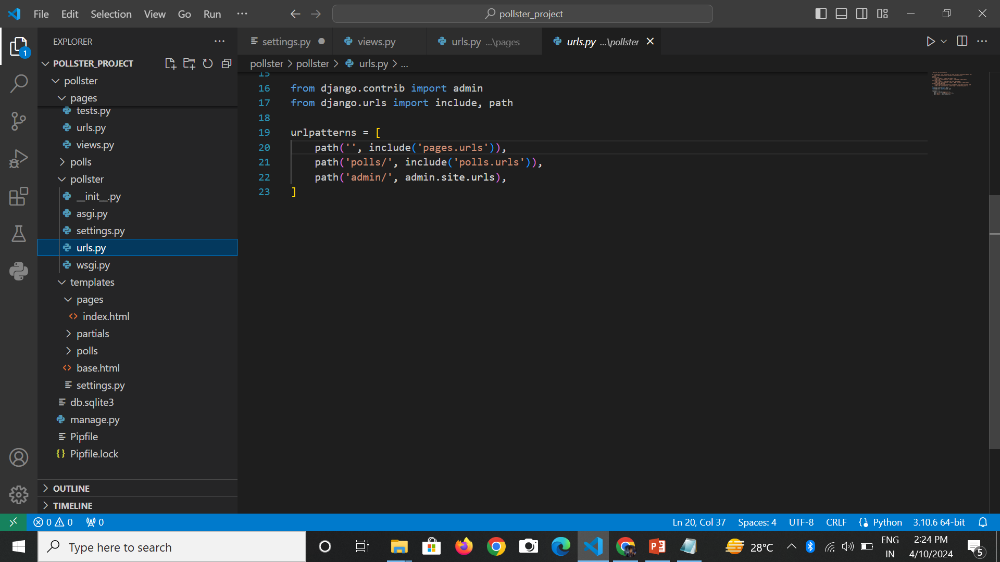 File Edit Selection View Go Run ···
pollster_project
EXPLORER
settings.py
views.py
urls.py ...\pages
urls.py ...\pollster
POLLSTER_PROJECT
pollster > pollster > urls.py > ...
pollster
pages
tests.py
urls.py
views.py
polls
pollster
__init__.py
asgi.py
settings.py
urls.py
wsgi.py
templates
pages
index.html
partials
polls
base.html
settings.py
db.sqlite3
manage.py
Pipfile
Pipfile.lock
OUTLINE
TIMELINE
15
16 from django.contrib import admin
17 from django.urls import include, path
18
19 urlpatterns = [
20 path('', include('pages.urls')),
21 path('polls/', include('polls.urls')),
22 path('admin/', admin.site.urls),
23 ]
1
0 0 0
Ln 20, Col 37 Spaces: 4 UTF-8 CRLF Python 3.10.6 64-bit
Type here to search
28°C
ENG
IN
2:24 PM
4/10/2024
5